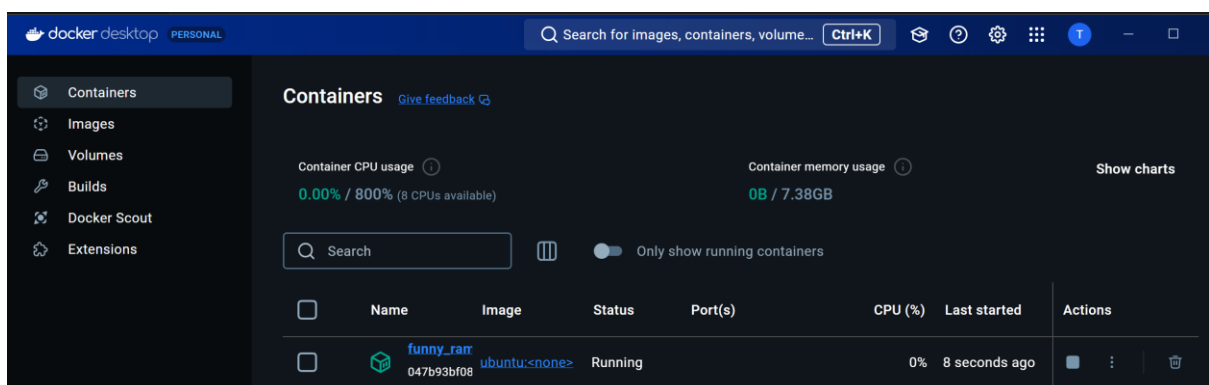 docker desktop PERSONAL
Search for images, containers, volume... Ctrl+K
T
Containers
Images
Volumes
Builds
Docker Scout
Extensions
Containers Give feedback
Container CPU usage
0.00% / 800% (8 CPUs available)
Container memory usage
0B / 7.38GB
Show charts
Search
Only show running containers
Name Image Status Port(s) CPU (%) Last started Actions
funny_ram
047b93bf08
ubuntu:<none> Running 0% 8 seconds ago